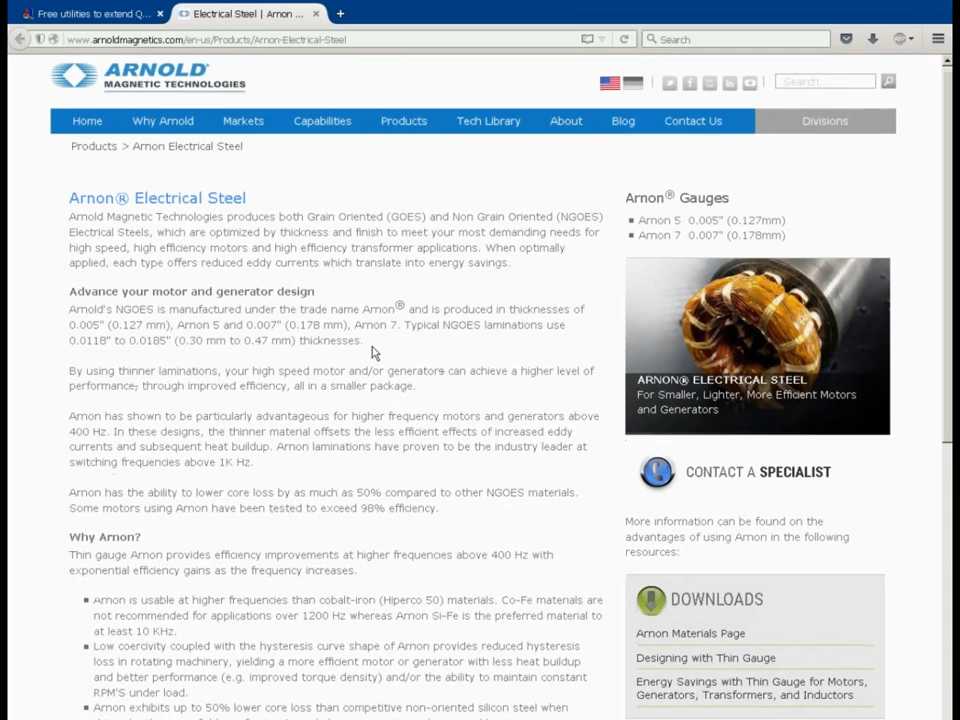 Free utilities to extend Q...
Electrical Steel | Arnon ...
www.arnoldmagnetics.com/en-us/Products/Arnon-Electrical-Steel
Search
ARNOLD
MAGNETIC TECHNOLOGIES
Search...
Home Why Arnold Markets Capabilities Products Tech Library About Blog Contact Us Divisions
Products > Arnon Electrical Steel
Arnon® Electrical Steel
Arnold Magnetic Technologies produces both Grain Oriented (GOES) and Non Grain Oriented (NGOES)
Electrical Steels, which are optimized by thickness and finish to meet your most demanding needs for
high speed, high efficiency motors and high efficiency transformer applications. When optimally
applied, each type offers reduced eddy currents which translate into energy savings.
Advance your motor and generator design
Arnold's NGOES is manufactured under the trade name Arnon® and is produced in thicknesses of
0.005" (0.127 mm), Arnon 5 and 0.007" (0.178 mm), Arnon 7. Typical NGOES laminations use
0.0118" to 0.0185" (0.30 mm to 0.47 mm) thicknesses.
By using thinner laminations, your high speed motor and/or generators can achieve a higher level of
performance, through improved efficiency, all in a smaller package.
Arnon has shown to be particularly advantageous for higher frequency motors and generators above
400 Hz. In these designs, the thinner material offsets the less efficient effects of increased eddy
currents and subsequent heat buildup. Arnon laminations have proven to be the industry leader at
switching frequencies above 1K Hz.
Arnon has the ability to lower core loss by as much as 50% compared to other NGOES materials.
Some motors using Arnon have been tested to exceed 98% efficiency.
Why Arnon?
Thin gauge Arnon provides efficiency improvements at higher frequencies above 400 Hz with
exponential efficiency gains as the frequency increases.
Arnon is usable at higher frequencies than cobalt-iron (Hiperco 50) materials. Co-Fe materials are
not recommended for applications over 1200 Hz whereas Arnon Si-Fe is the preferred material to
at least 10 KHz.
Low coercivity coupled with the hysteresis curve shape of Arnon provides reduced hysteresis
loss in rotating machinery, yielding a more efficient motor or generator with less heat buildup
and better performance (e.g. improved torque density) and/or the ability to maintain constant
RPM'S under load.
Arnon exhibits up to 50% lower core loss than competitive non-oriented silicon steel when
Arnon® Gauges
Arnon 5 0.005" (0.127mm)
Arnon 7 0.007" (0.178mm)
ARNON® ELECTRICAL STEEL
For Smaller, Lighter, More Efficient Motors
and Generators
CONTACT A SPECIALIST
More information can be found on the
advantages of using Arnon in the following
resources:
DOWNLOADS
Arnon Materials Page
Designing with Thin Gauge
Energy Savings with Thin Gauge for Motors,
Generators, Transformers, and Inductors